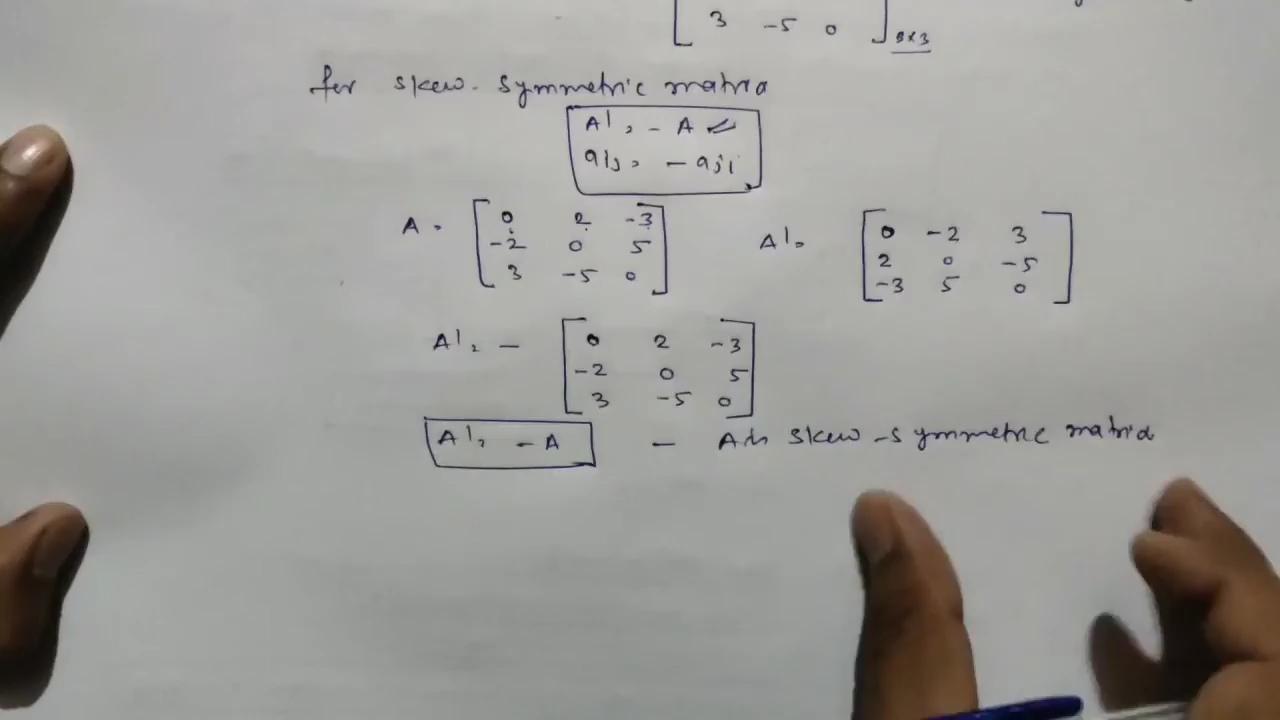 3 -5 0
3×3
for skew-symmetric matrix
A' = -A ✓
aij = -aji
A = [ 0 2 -3 A' = [ 0 -2 3
-2 0 5 2 0 -5
3 -5 0 ] -3 5 0 ]
A' = - [ 0 2 -3
-2 0 5
3 -5 0 ]
A' = -A — A is skew-symmetric matrix